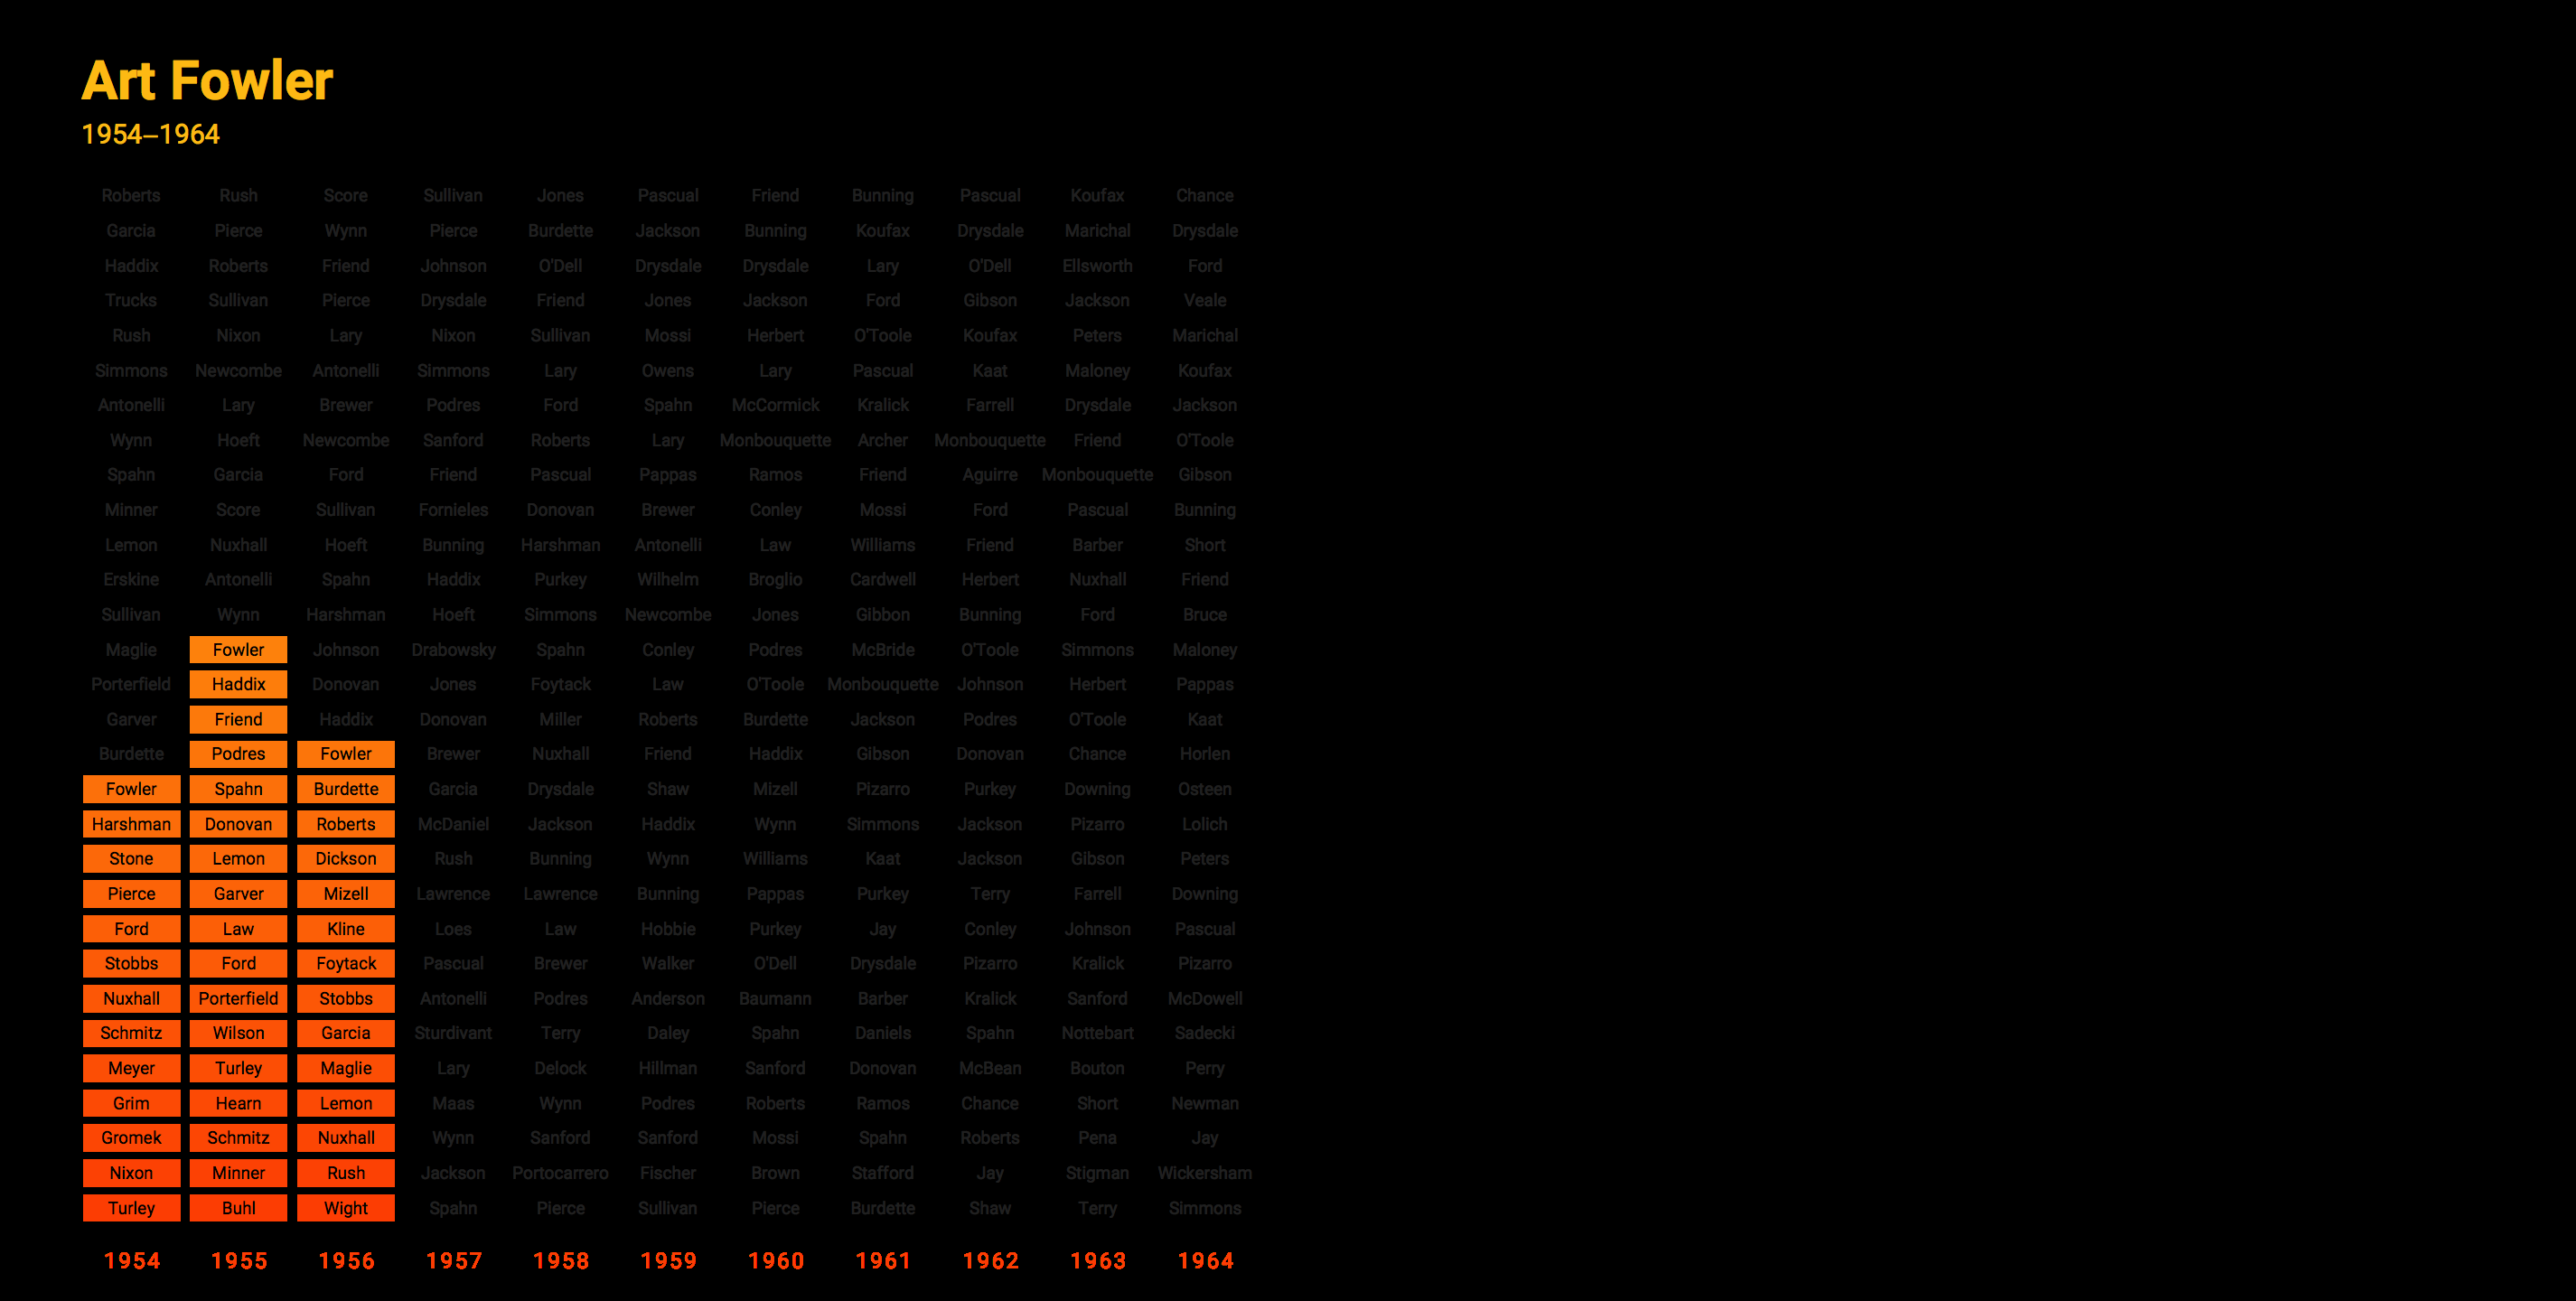 Art Fowler
1954–1964
Roberts Rush Score Sullivan Jones Pascual Friend Bunning Pascual Koufax Chance
Garcia Pierce Wynn Pierce Burdette Jackson Bunning Koufax Drysdale Marichal Drysdale
Haddix Roberts Friend Johnson O'Dell Drysdale Drysdale Lary O'Dell Ellsworth Ford
Trucks Sullivan Pierce Drysdale Friend Jones Jackson Ford Gibson Jackson Veale
Rush Nixon Lary Nixon Sullivan Mossi Herbert O'Toole Koufax Peters Marichal
Simmons Newcombe Antonelli Simmons Lary Owens Lary Pascual Kaat Maloney Koufax
Antonelli Lary Brewer Podres Ford Spahn McCormick Kralick Farrell Drysdale Jackson
Wynn Hoeft Newcombe Sanford Roberts Lary Monbouquette Archer Monbouquette Friend O'Toole
Spahn Garcia Ford Friend Pascual Pappas Ramos Friend Aguirre Monbouquette Gibson
Minner Score Sullivan Fornieles Donovan Brewer Conley Mossi Ford Pascual Bunning
Lemon Nuxhall Hoeft Bunning Harshman Antonelli Law Williams Friend Barber Short
Erskine Antonelli Spahn Haddix Purkey Wilhelm Broglio Cardwell Herbert Nuxhall Friend
Sullivan Wynn Harshman Hoeft Simmons Newcombe Jones Gibbon Bunning Ford Bruce
Maglie Fowler Johnson Drabowsky Spahn Conley Podres McBride O'Toole Simmons Maloney
Porterfield Haddix Donovan Jones Foytack Law O'Toole Monbouquette Johnson Herbert Pappas
Garver Friend Haddix Donovan Miller Roberts Burdette Jackson Podres O'Toole Kaat
Burdette Podres Fowler Brewer Nuxhall Friend Haddix Gibson Donovan Chance Horlen
Fowler Spahn Burdette Garcia Drysdale Shaw Mizell Pizarro Purkey Downing Osteen
Harshman Donovan Roberts McDaniel Jackson Haddix Wynn Simmons Jackson Pizarro Lolich
Stone Lemon Dickson Rush Bunning Wynn Williams Kaat Jackson Gibson Peters
Pierce Garver Mizell Lawrence Lawrence Bunning Pappas Purkey Terry Farrell Downing
Ford Law Kline Loes Law Hobbie Purkey Jay Conley Johnson Pascual
Stobbs Ford Foytack Pascual Brewer Walker O'Dell Drysdale Pizarro Kralick Pizarro
Nuxhall Porterfield Stobbs Antonelli Podres Anderson Baumann Barber Kralick Sanford McDowell
Schmitz Wilson Garcia Sturdivant Terry Daley Spahn Daniels Spahn Nottebart Sadecki
Meyer Turley Maglie Lary Delock Hillman Sanford Donovan McBean Bouton Perry
Grim Hearn Lemon Maas Wynn Podres Roberts Ramos Chance Short Newman
Gromek Schmitz Nuxhall Wynn Sanford Sanford Mossi Spahn Roberts Pena Jay
Nixon Minner Rush Jackson Portocarrero Fischer Brown Stafford Jay Stigman Wickersham
Turley Buhl Wight Spahn Pierce Sullivan Pierce Burdette Shaw Terry Simmons
1954 1955 1956 1957 1958 1959 1960 1961 1962 1963 1964